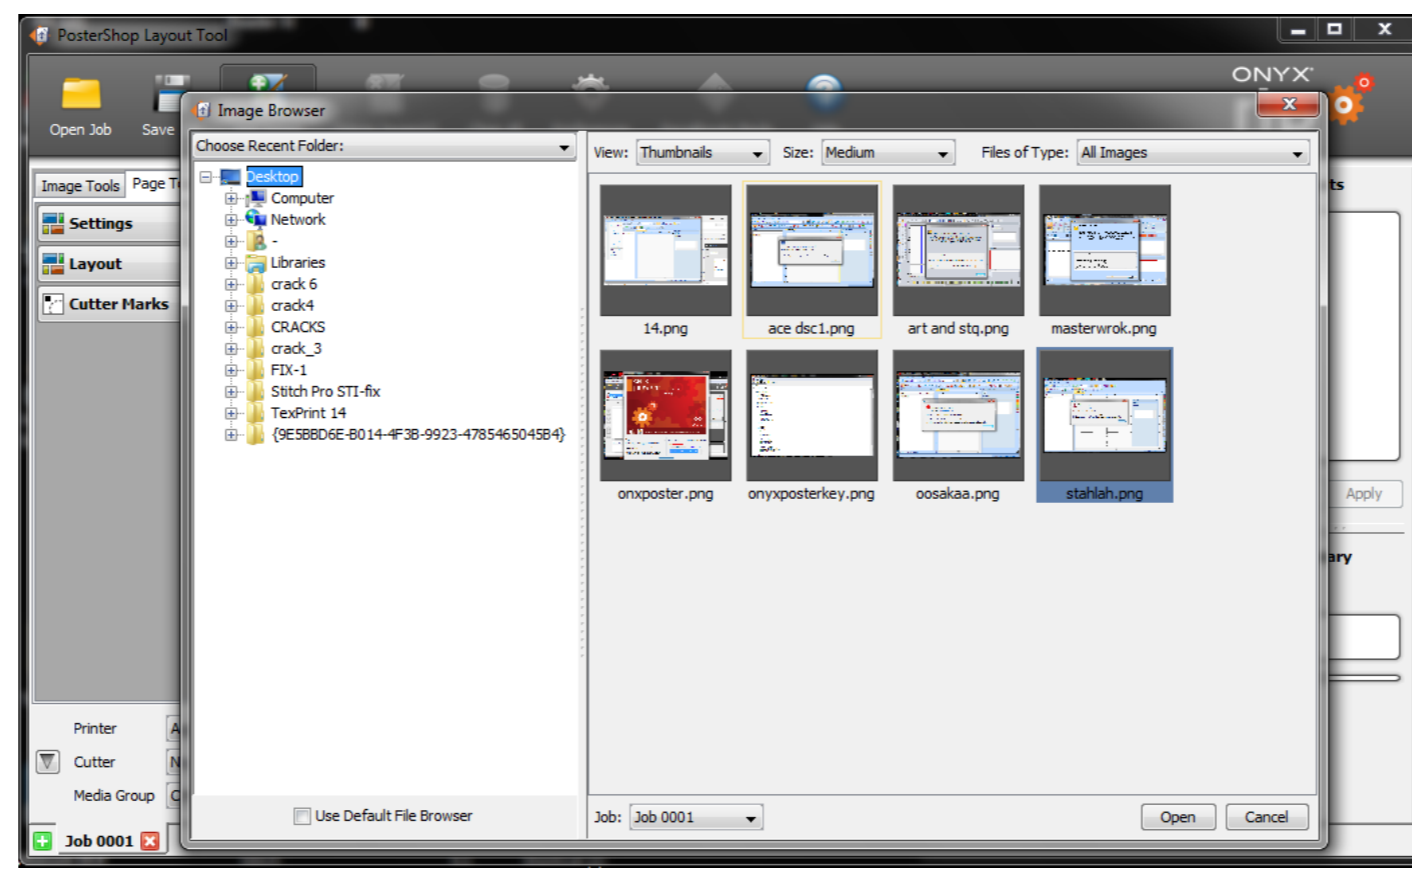 PosterShop Layout Tool
ONYX
Open Job
Save
Image Browser
Choose Recent Folder:
View: Thumbnails
Size: Medium
Files of Type: All Images
Image Tools
Page T
ts
Settings
Layout
Cutter Marks
Desktop
Computer
Network
-
Libraries
crack 6
crack4
CRACKS
crack_3
FIX-1
Stitch Pro STI-fix
TexPrint 14
{9E5BBD6E-B014-4F3B-9923-4785465045B4}
14.png
ace dsc1.png
art and stq.png
masterwrok.png
onxposter.png
onyxposterkey.png
oosakaa.png
stahlah.png
Apply
ary
Printer
A
Cutter
N
Media Group
Use Default File Browser
Job: Job 0001
Open
Cancel
Job 0001